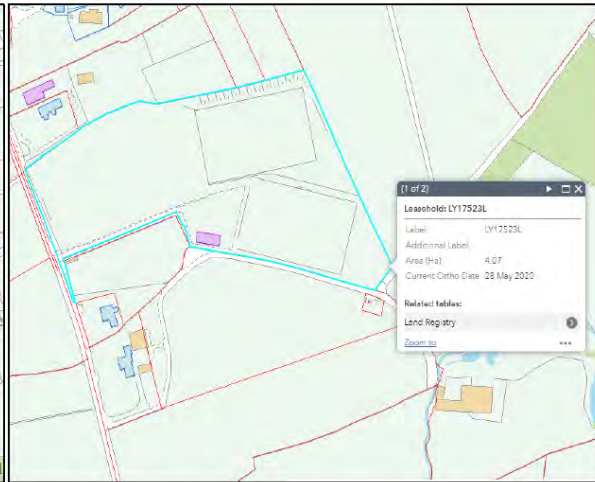 (1 of 2)
Leasehold: LY17523L
Label LY17523L
Additional Label
Area (Ha) 4.07
Current Ortho Date 28 May 2020
Related tables:
Land Registry
Zoom to